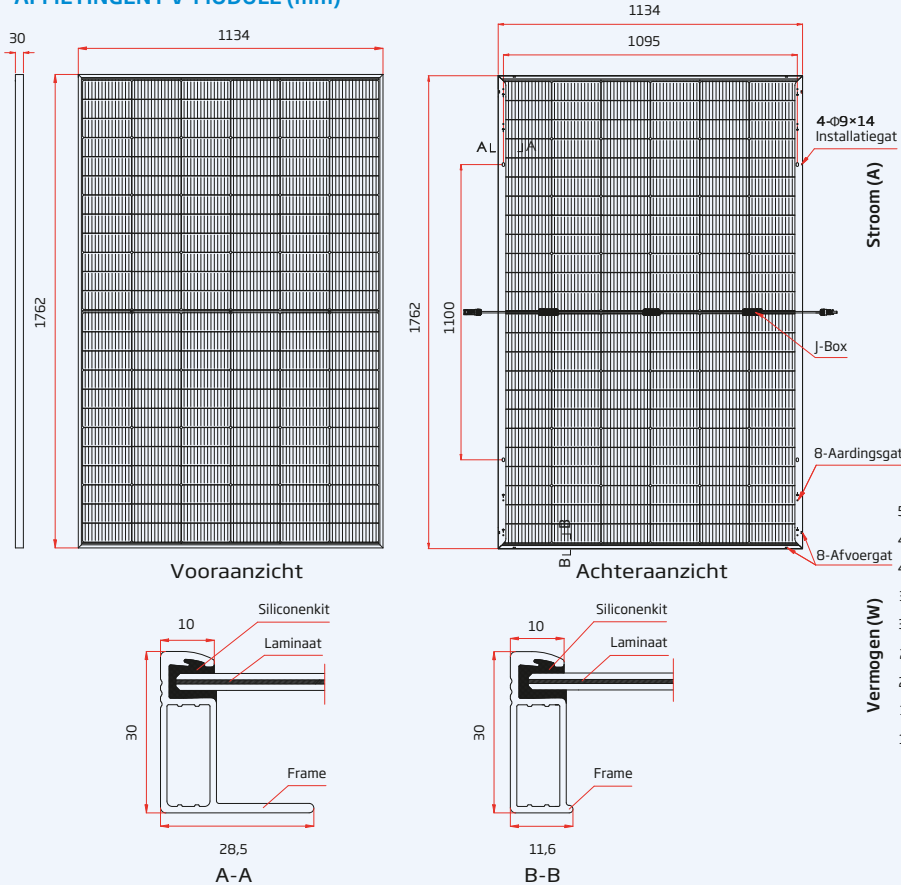 30
1134
1762
Vooraanzicht
1134
1095
4-Φ9×14
Installatiegat
A
A
1762
1100
J-Box
8-Aardingsgat
8-Afvoergat
B
B
Achteraanzicht
Stroom (A)
Vermogen (W)
10
Siliconenkit
Laminaat
30
Frame
28,5
A-A
10
Siliconenkit
Laminaat
30
Frame
11,6
B-B